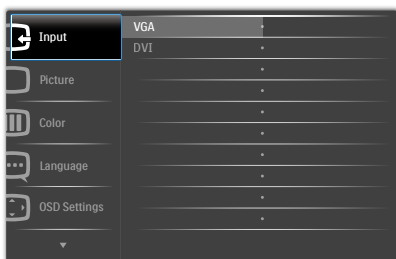 Input
VGA
DVI
Picture
Color
Language
OSD Settings